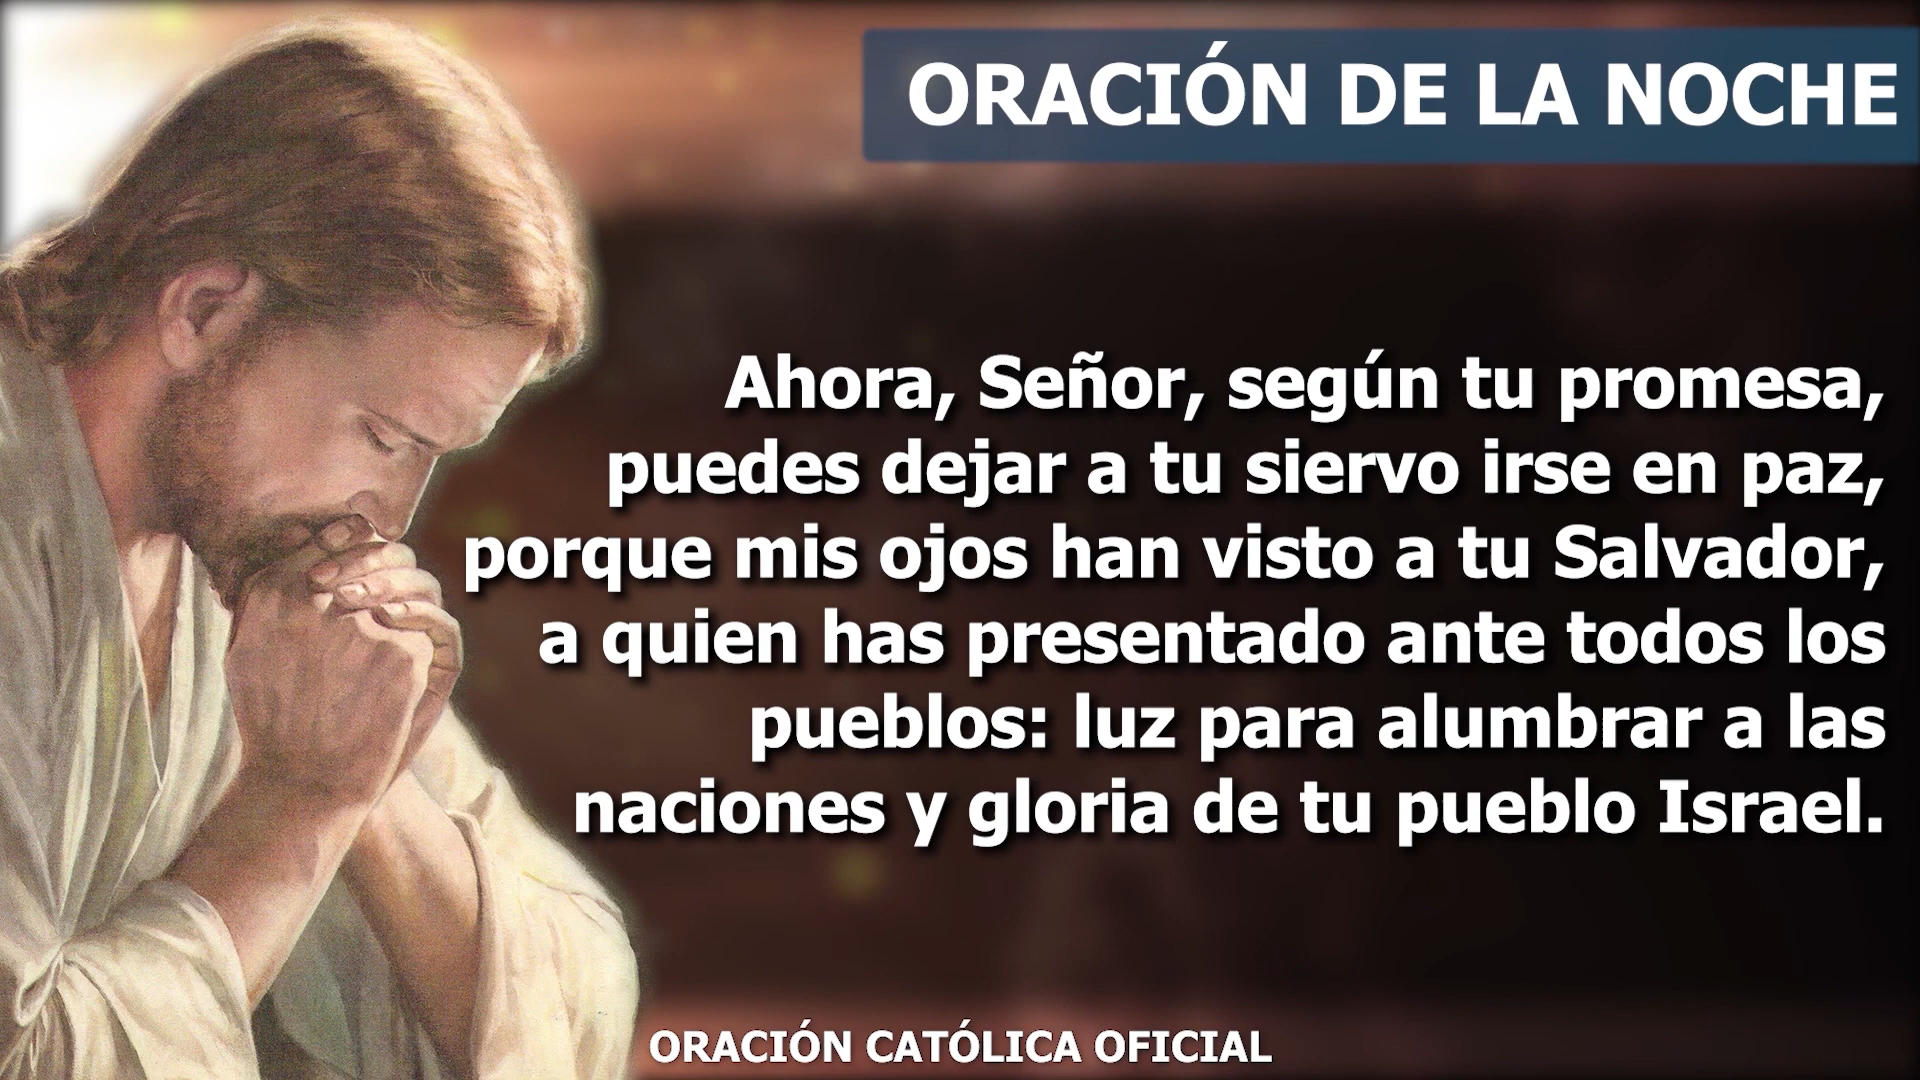 ORACIÓN DE LA NOCHE
Ahora, Señor, según tu promesa,
puedes dejar a tu siervo irse en paz,
porque mis ojos han visto a tu Salvador,
a quien has presentado ante todos los
pueblos: luz para alumbrar a las
naciones y gloria de tu pueblo Israel.
ORACIÓN CATÓLICA OFICIAL